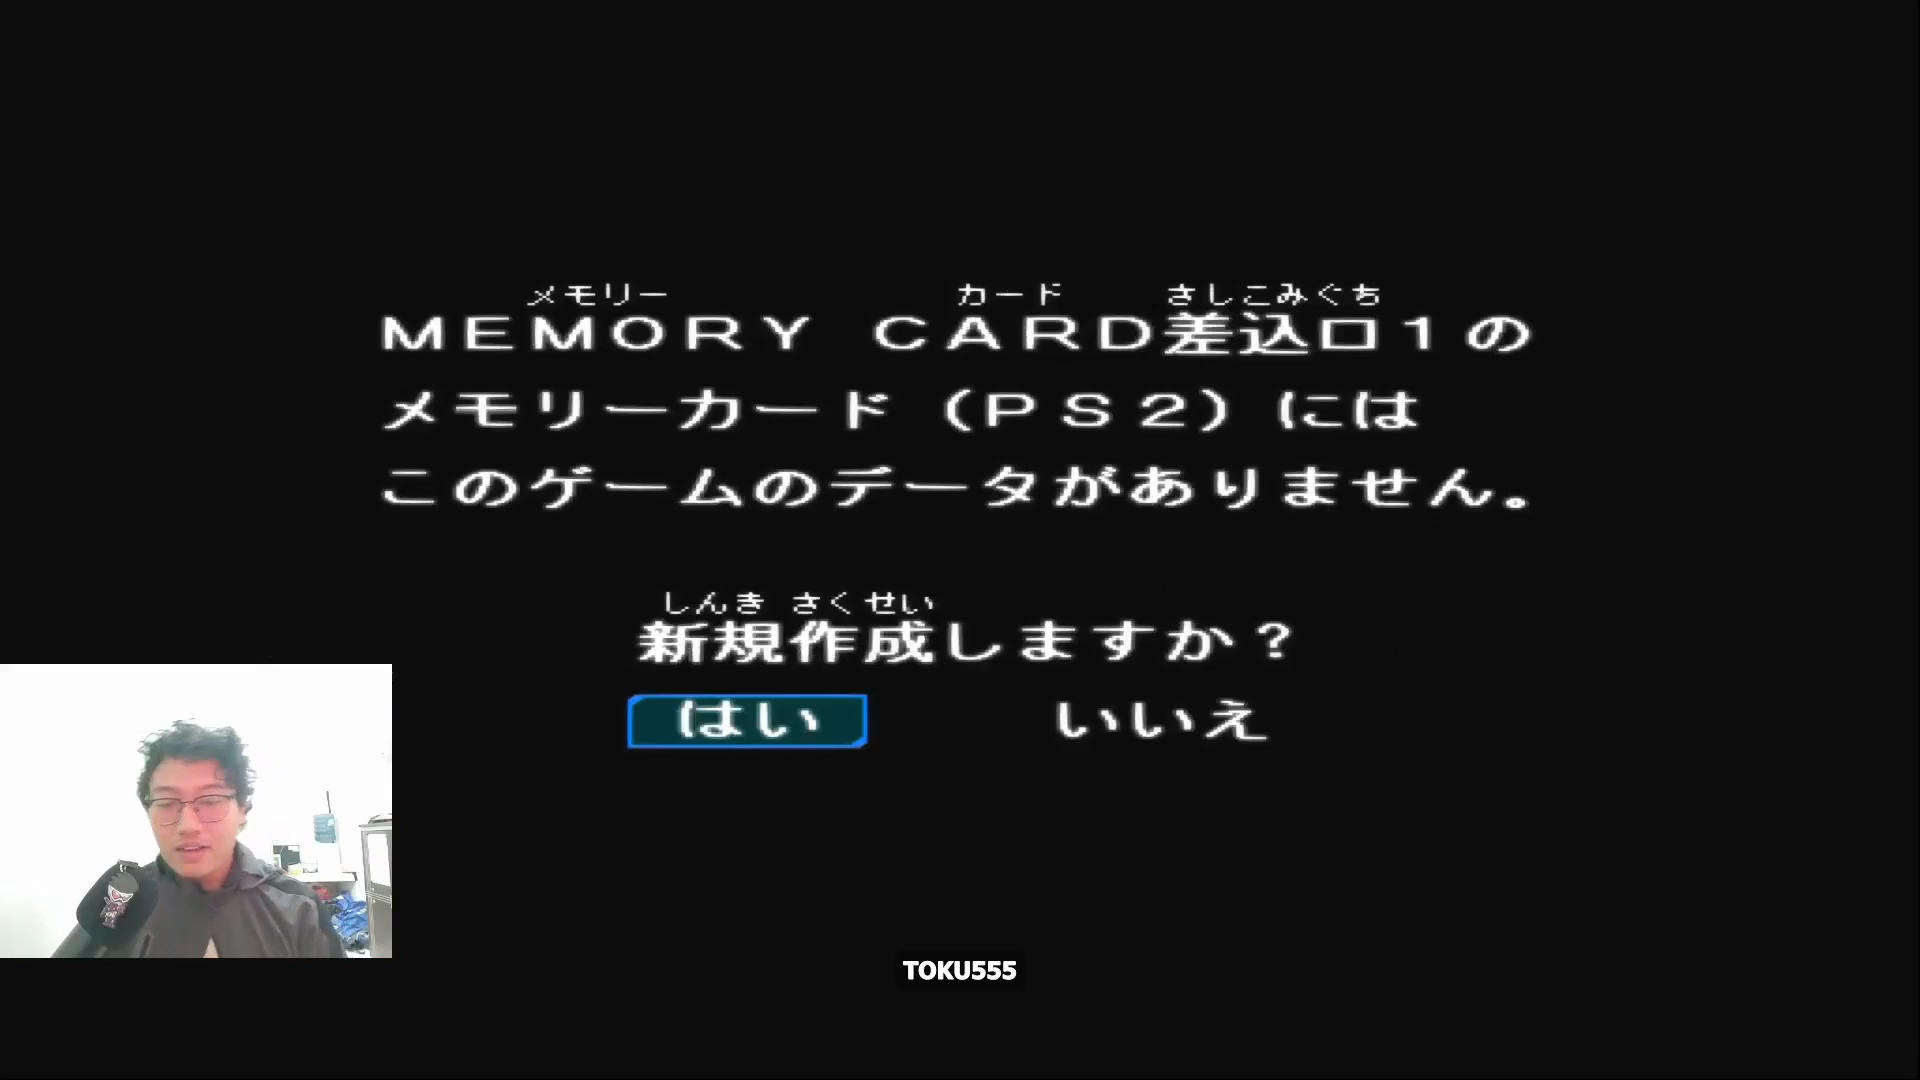 メモリー カード さしこみぐち
ＭＥＭＯＲＹ ＣＡＲＤ差込口１の
メモリーカード（ＰＳ２）には
このゲームのデータがありません。
しんき さくせい
新規作成しますか？
はい いいえ
TOKU555